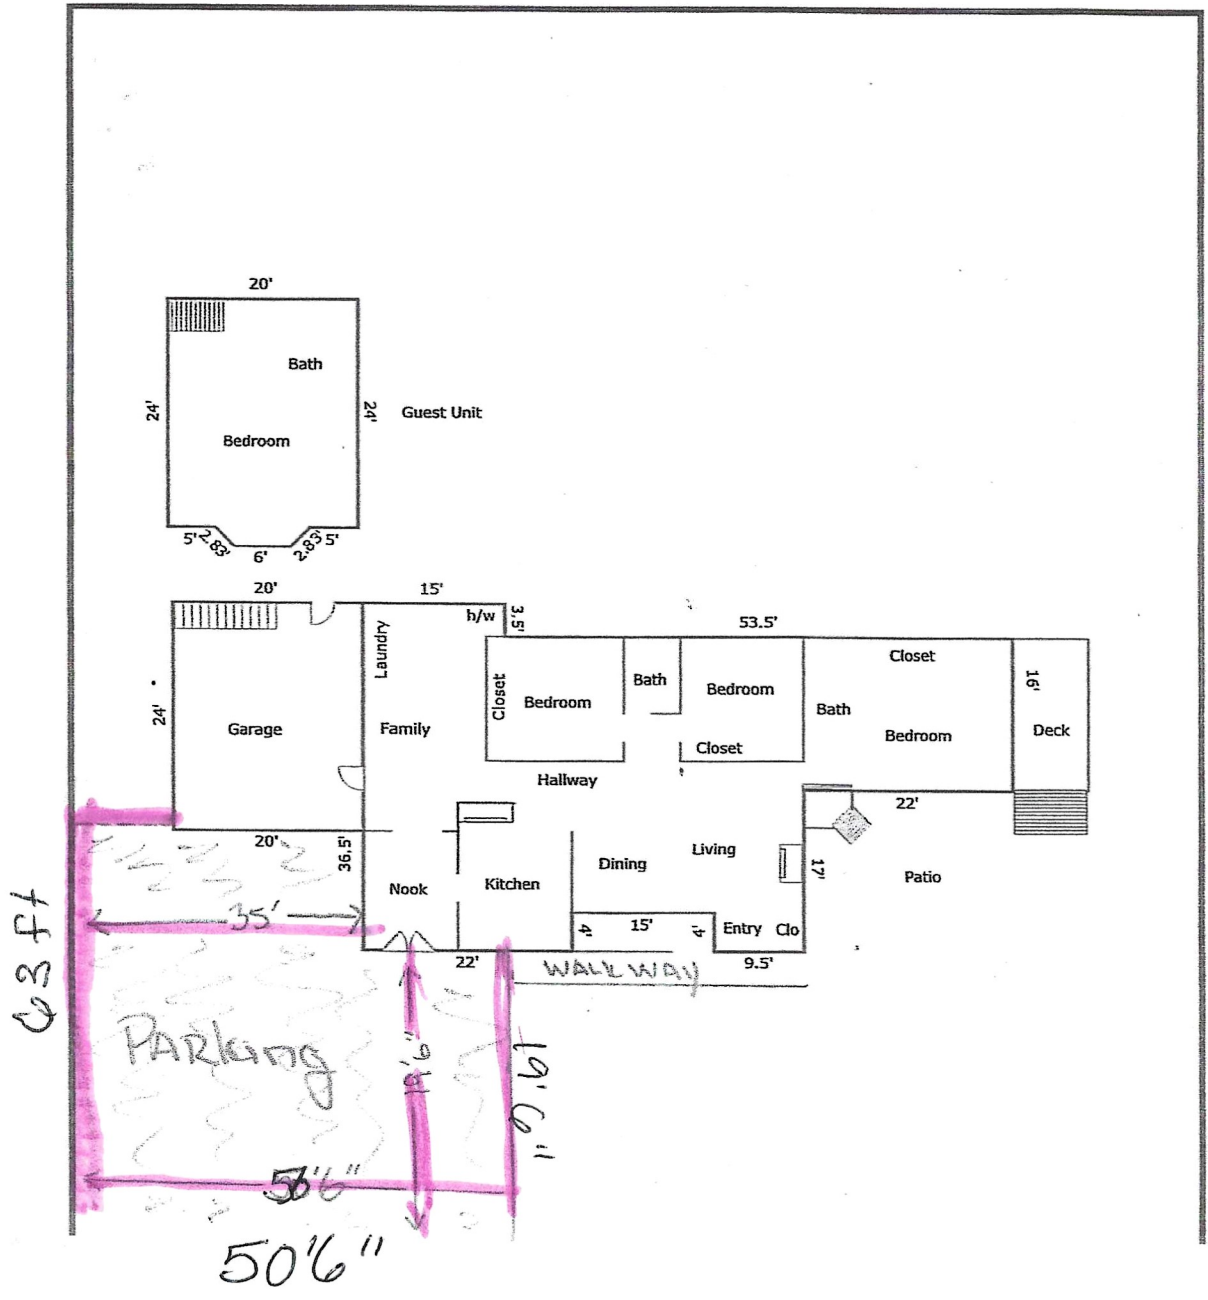 20'
Bath
24'
24'
Guest Unit
Bedroom
5'
2.83'
6'
2.83'
5'
20'
15'
h/w
3.5'
53.5'
Laundry
Closet
Closet
Bedroom
Bath
Bedroom
16'
24'
Garage
Family
Bath
Bedroom
Deck
Closet
Hallway
22'
20'
36.5'
Dining
Living
17'
Patio
Nook
Kitchen
35'
4'
15'
4'
Entry
Clo
22'
WALKWAY
9.5'
63 ft
PARKing
19'6"
19'6"
50'6"